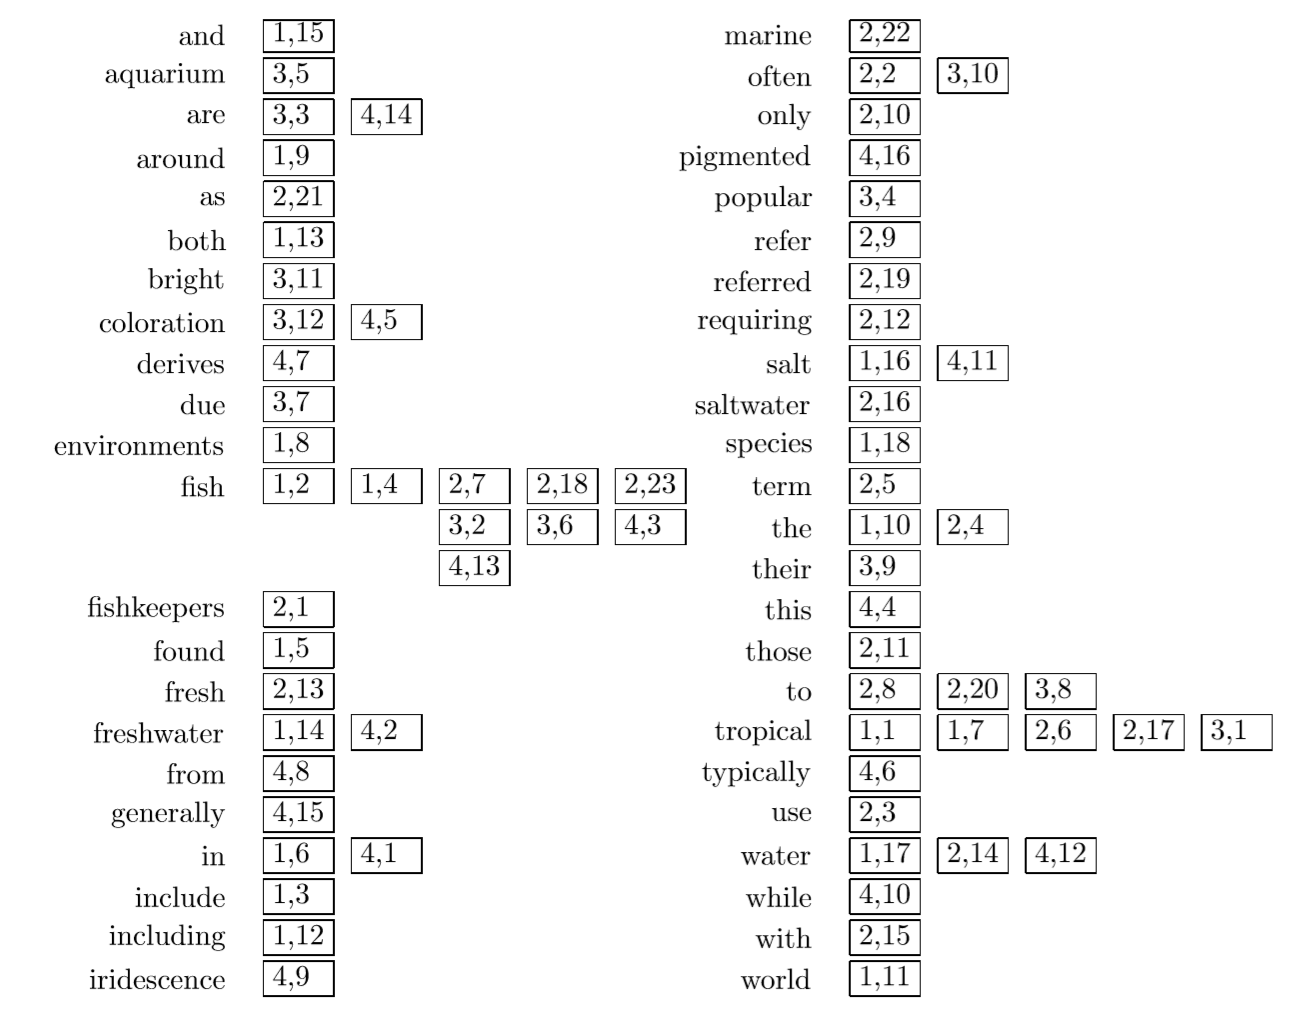 and 1,15 marine 2,22
aquarium 3,5 often 2,2 3,10
are 3,3 4,14 only 2,10
around 1,9 pigmented 4,16
as 2,21 popular 3,4
both 1,13 refer 2,9
bright 3,11 referred 2,19
coloration 3,12 4,5 requiring 2,12
derives 4,7 salt 1,16 4,11
due 3,7 saltwater 2,16
environments 1,8 species 1,18
fish 1,2 1,4 2,7 2,18 2,23 term 2,5
3,2 3,6 4,3 the 1,10 2,4
4,13 their 3,9
fishkeepers 2,1 this 4,4
found 1,5 those 2,11
fresh 2,13 to 2,8 2,20 3,8
freshwater 1,14 4,2 tropical 1,1 1,7 2,6 2,17 3,1
from 4,8 typically 4,6
generally 4,15 use 2,3
in 1,6 4,1 water 1,17 2,14 4,12
include 1,3 while 4,10
including 1,12 with 2,15
iridescence 4,9 world 1,11